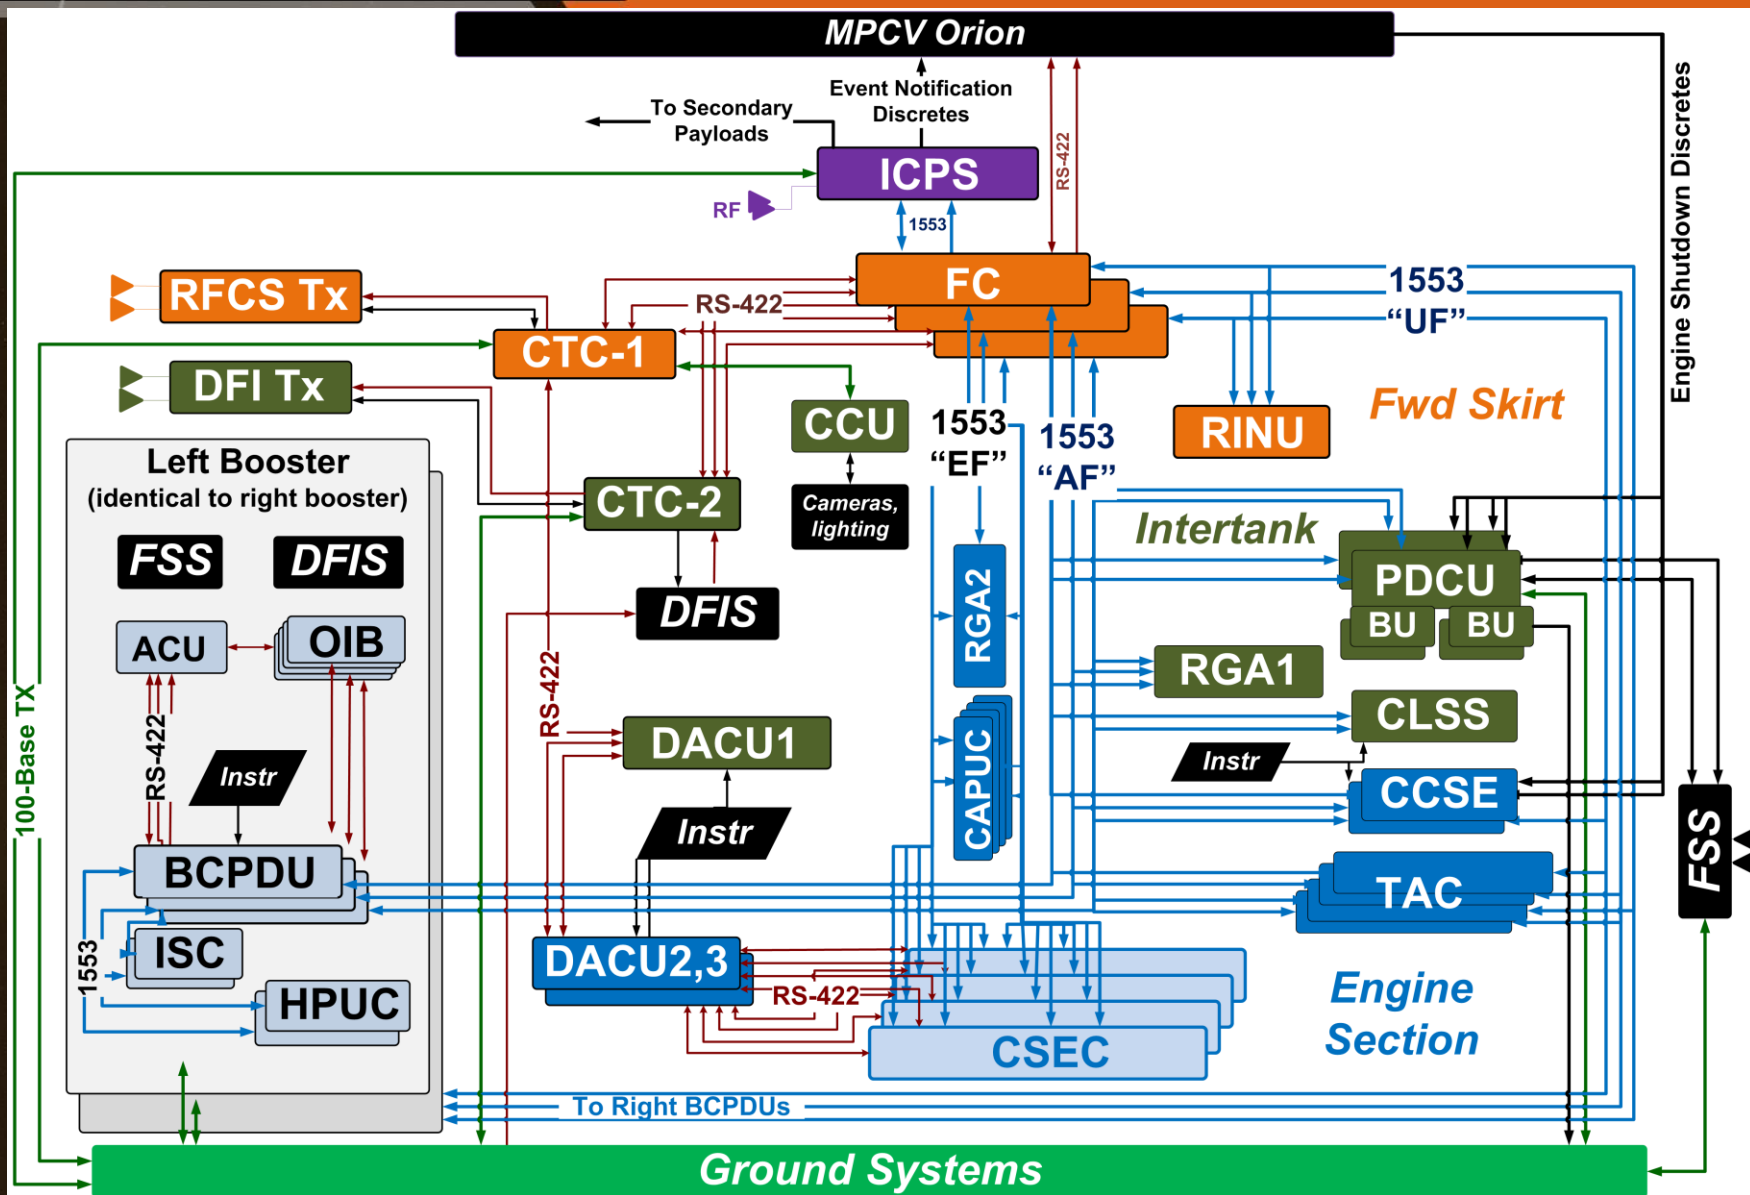 MPCV Orion
Event Notification
Discretes
To Secondary
Payloads
RS-422
Engine Shutdown Discretes
ICPS
RF
1553
FC
RFCS Tx
RS-422
1553
“UF”
CTC-1
DFI Tx
Fwd Skirt
CCU
1553
“EF”
1553
“AF”
RINU
Left Booster
(identical to right booster)
CTC-2
Cameras,
lighting
Intertank
FSS
DFIS
PDCU
BU
BU
DFIS
RGA2
ACU
OIB
RGA1
RS-422
100-Base TX
RS-422
DACU1
CLSS
Instr
Instr
CCSE
CAPUC
Instr
FSS
BCPDU
TAC
ISC
1553
DACU2,3
RS-422
HPUC
Engine
Section
CSEC
To Right BCPDUs
Ground Systems